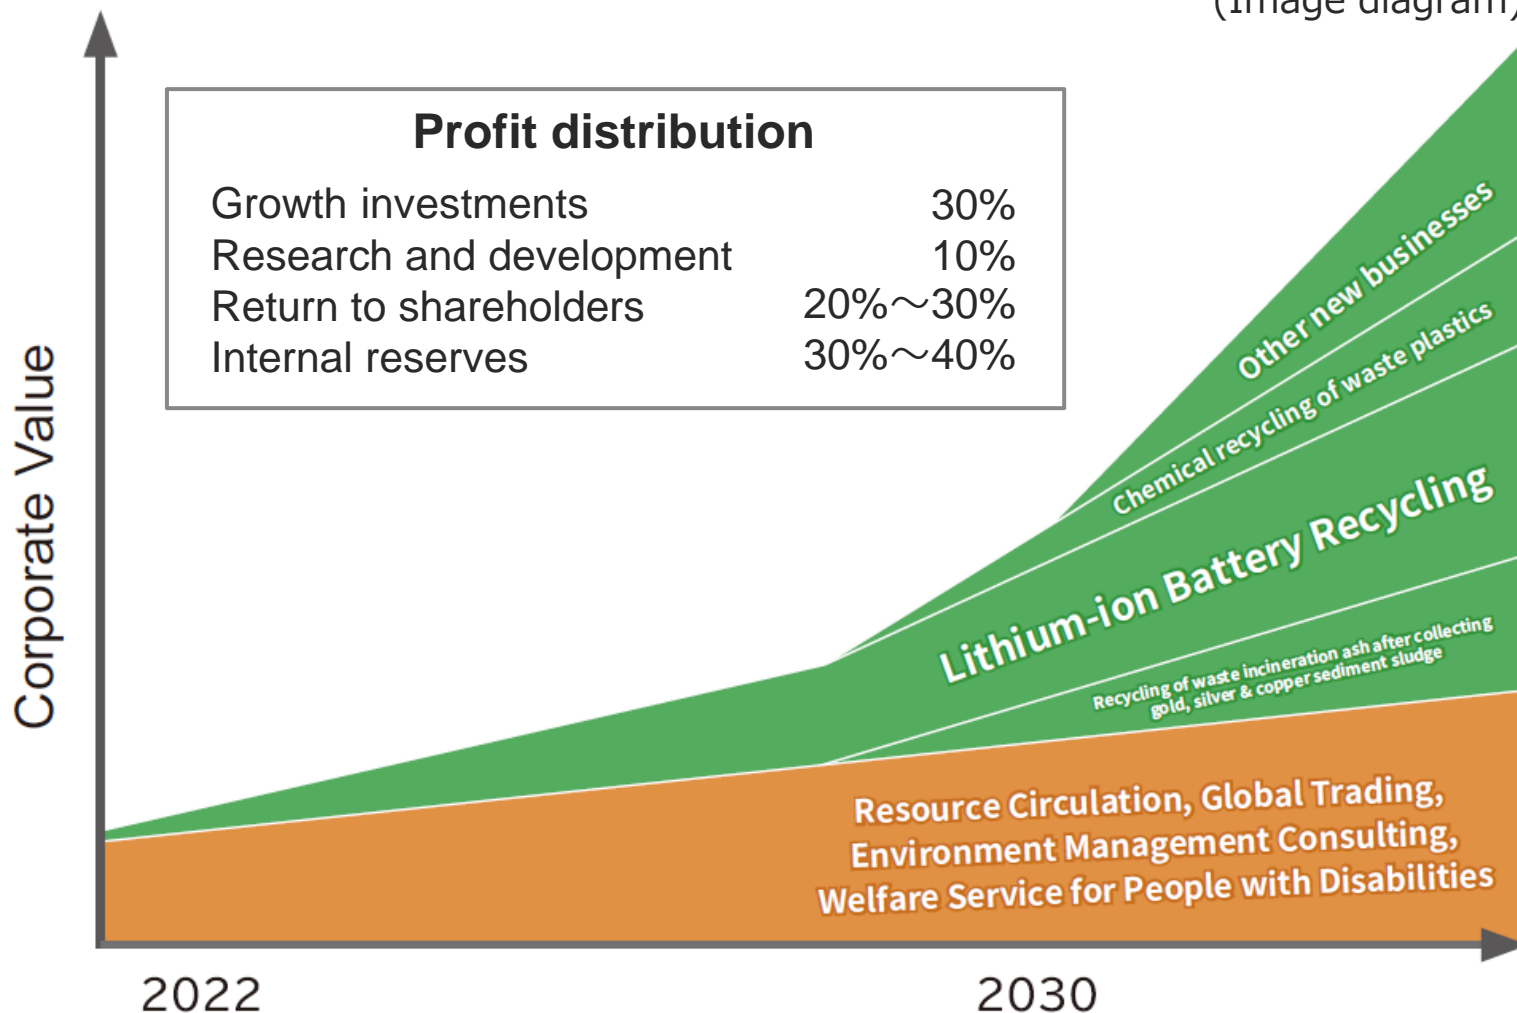 (Image diagram)
Profit distribution
Growth investments 30%
Research and development 10%
Return to shareholders 20%～30%
Internal reserves 30%～40%
Corporate Value
Other new businesses
Chemical recycling of waste plastics
Lithium-ion Battery Recycling
Recycling of waste incineration ash after collecting
gold, silver & copper sediment sludge
Resource Circulation, Global Trading,
Environment Management Consulting,
Welfare Service for People with Disabilities
2022 2030